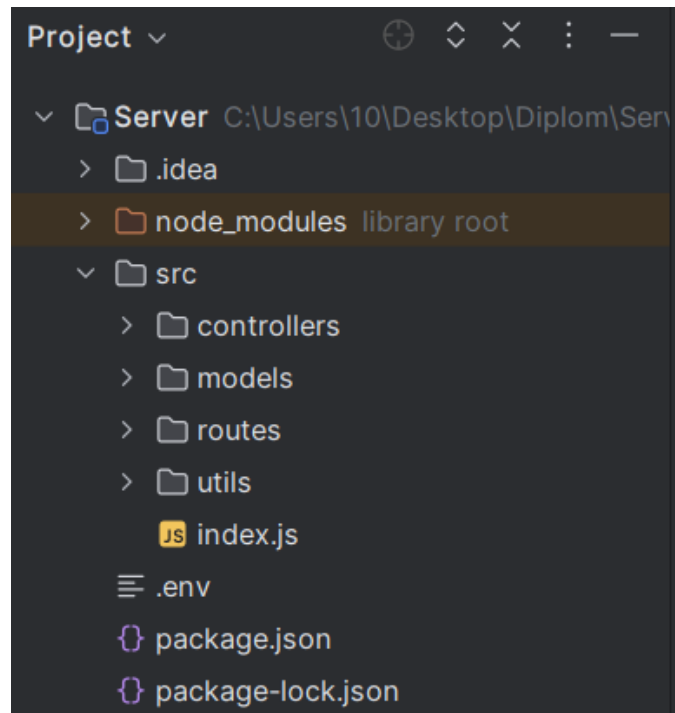 Project
Server C:\Users\10\Desktop\Diplom\Serv
.idea
node_modules library root
src
controllers
models
routes
utils
JS index.js
.env
{} package.json
{} package-lock.json